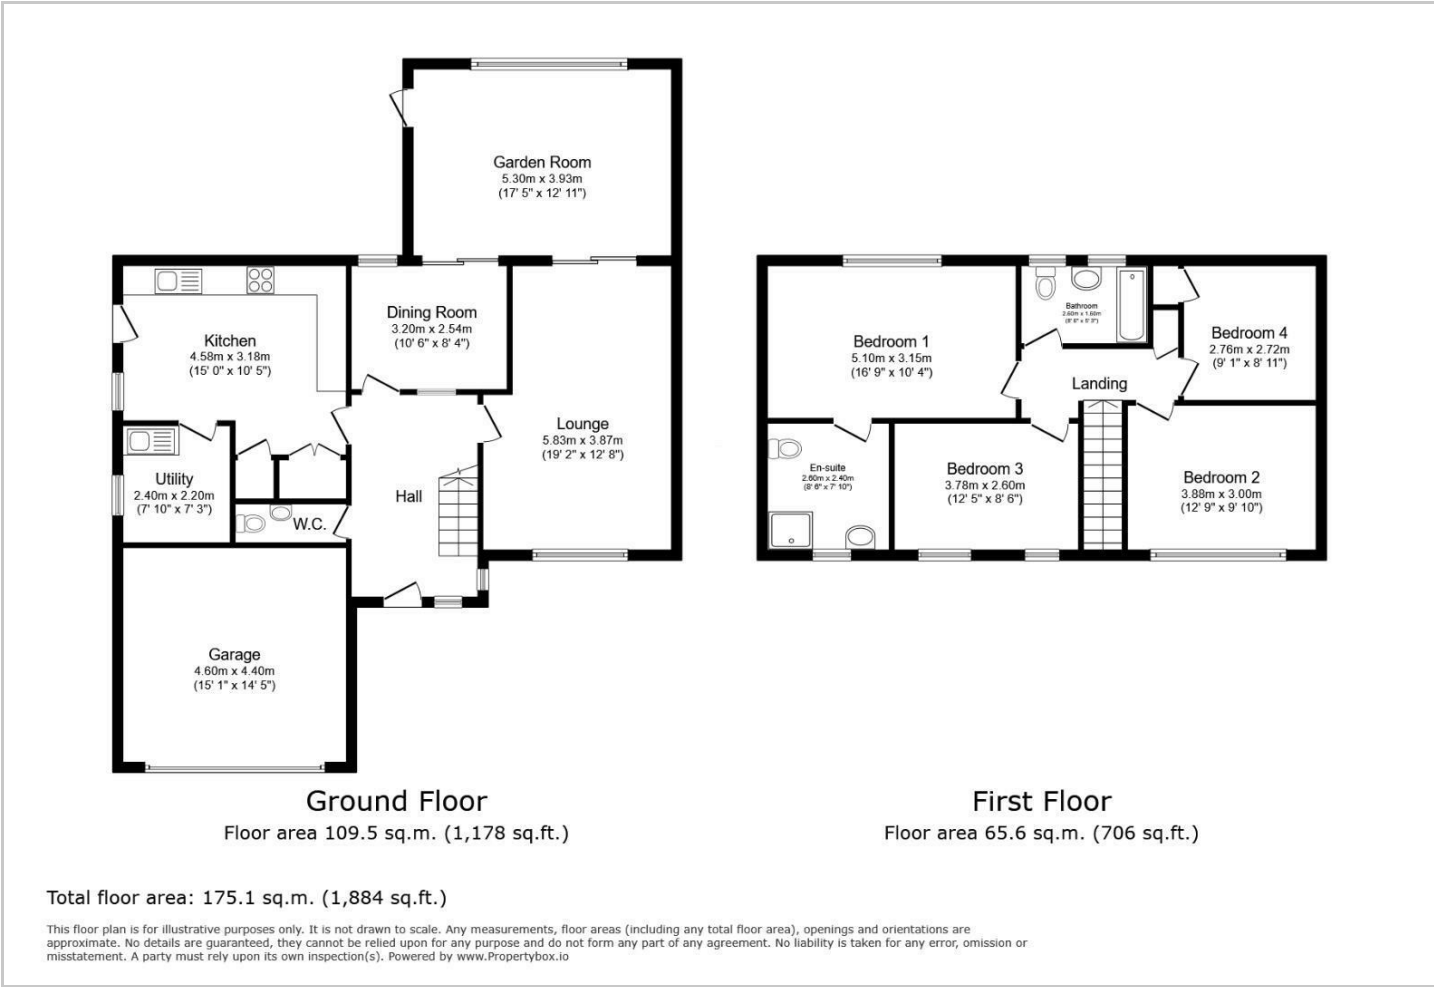 Garden Room
5.30m x 3.93m
(17' 5" x 12' 11")
Dining Room
3.20m x 2.54m
(10' 6" x 8' 4")
Kitchen
4.58m x 3.18m
(15' 0" x 10' 5")
Lounge
5.83m x 3.87m
(19' 2" x 12' 8")
Utility
2.40m x 2.20m
(7' 10" x 7' 3")
Hall
W.C.
Garage
4.60m x 4.40m
(15' 1" x 14' 5")
Ground Floor
Floor area 109.5 sq.m. (1,178 sq.ft.)
Bathroom
2.60m x 1.60m
(8' 6" x 5' 3")
Bedroom 1
5.10m x 3.15m
(16' 9" x 10' 4")
Bedroom 4
2.76m x 2.72m
(9' 1" x 8' 11")
Landing
En-suite
2.60m x 2.40m
(8' 6" x 7' 10")
Bedroom 3
3.78m x 2.60m
(12' 5" x 8' 6")
Bedroom 2
3.88m x 3.00m
(12' 9" x 9' 10")
First Floor
Floor area 65.6 sq.m. (706 sq.ft.)
Total floor area: 175.1 sq.m. (1,884 sq.ft.)
This floor plan is for illustrative purposes only. It is not drawn to scale. Any measurements, floor areas (including any total floor area), openings and orientations are
approximate. No details are guaranteed, they cannot be relied upon for any purpose and do not form any part of any agreement. No liability is taken for any error, omission or
misstatement. A party must rely upon its own inspection(s). Powered by www.Propertybox.io